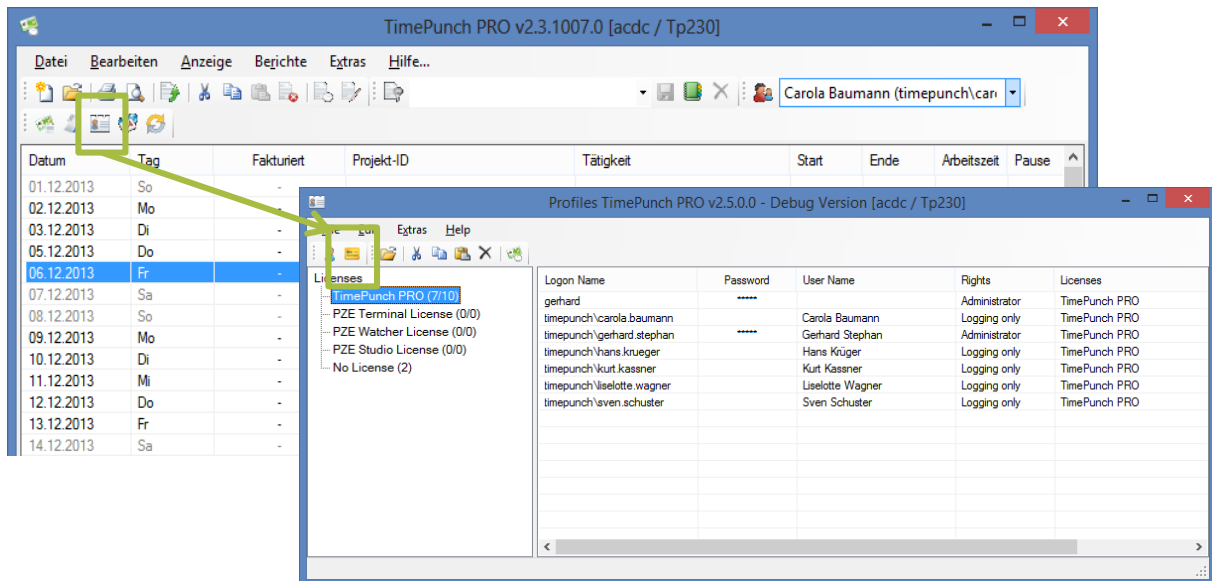 TimePunch PRO v2.3.1007.0 [acdc / Tp230]
Datei Bearbeiten Anzeige Berichte Extras Hilfe...
Carola Baumann (timepunch\car
Datum Tag Fakturiert Projekt-ID Tätigkeit Start Ende Arbeitszeit Pause
01.12.2013 So -
02.12.2013 Mo -
03.12.2013 Di -
05.12.2013 Do -
06.12.2013 Fr -
07.12.2013 Sa -
08.12.2013 So -
09.12.2013 Mo -
10.12.2013 Di -
11.12.2013 Mi -
12.12.2013 Do -
13.12.2013 Fr -
14.12.2013 Sa -
Profiles TimePunch PRO v2.5.0.0 - Debug Version [acdc / Tp230]
Extras Help
Licenses
TimePunch PRO (7/10)
PZE Terminal License (0/0)
PZE Watcher License (0/0)
PZE Studio License (0/0)
No License (2)
Logon Name Password User Name Rights Licenses
gerhard ***** Administrator TimePunch PRO
timepunch\carola.baumann Carola Baumann Logging only TimePunch PRO
timepunch\gerhard.stephan ***** Gerhard Stephan Administrator TimePunch PRO
timepunch\hans.krueger Hans Krüger Logging only TimePunch PRO
timepunch\kurt.kassner Kurt Kassner Logging only TimePunch PRO
timepunch\liselotte.wagner Liselotte Wagner Logging only TimePunch PRO
timepunch\sven.schuster Sven Schuster Logging only TimePunch PRO